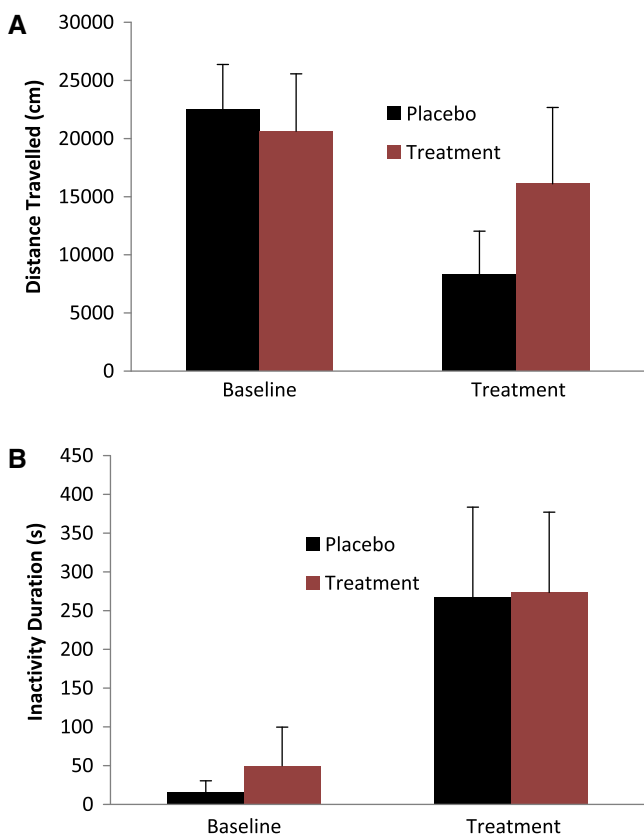 A
Distance Travelled (cm)
30000
25000
20000
15000
10000
5000
0
Placebo
Treatment
Baseline
Treatment
B
Inactivity Duration (s)
450
400
350
300
250
200
150
100
50
0
Placebo
Treatment
Baseline
Treatment